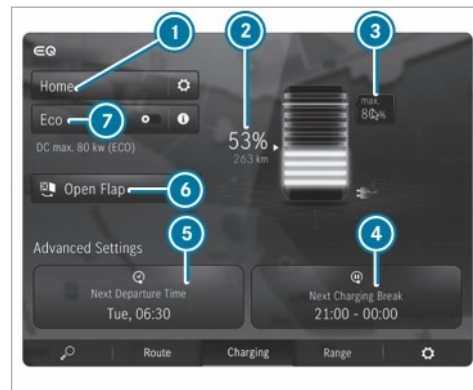 1
2
3
EQ
Home
max.
80%
Eco
7
53%
263 km
DC max. 80 kw (ECO)
Open Flap
6
5
4
Advanced Settings
Next Departure Time
Tue, 06:30
Next Charging Break
21:00 - 00:00
Route
Charging
Range